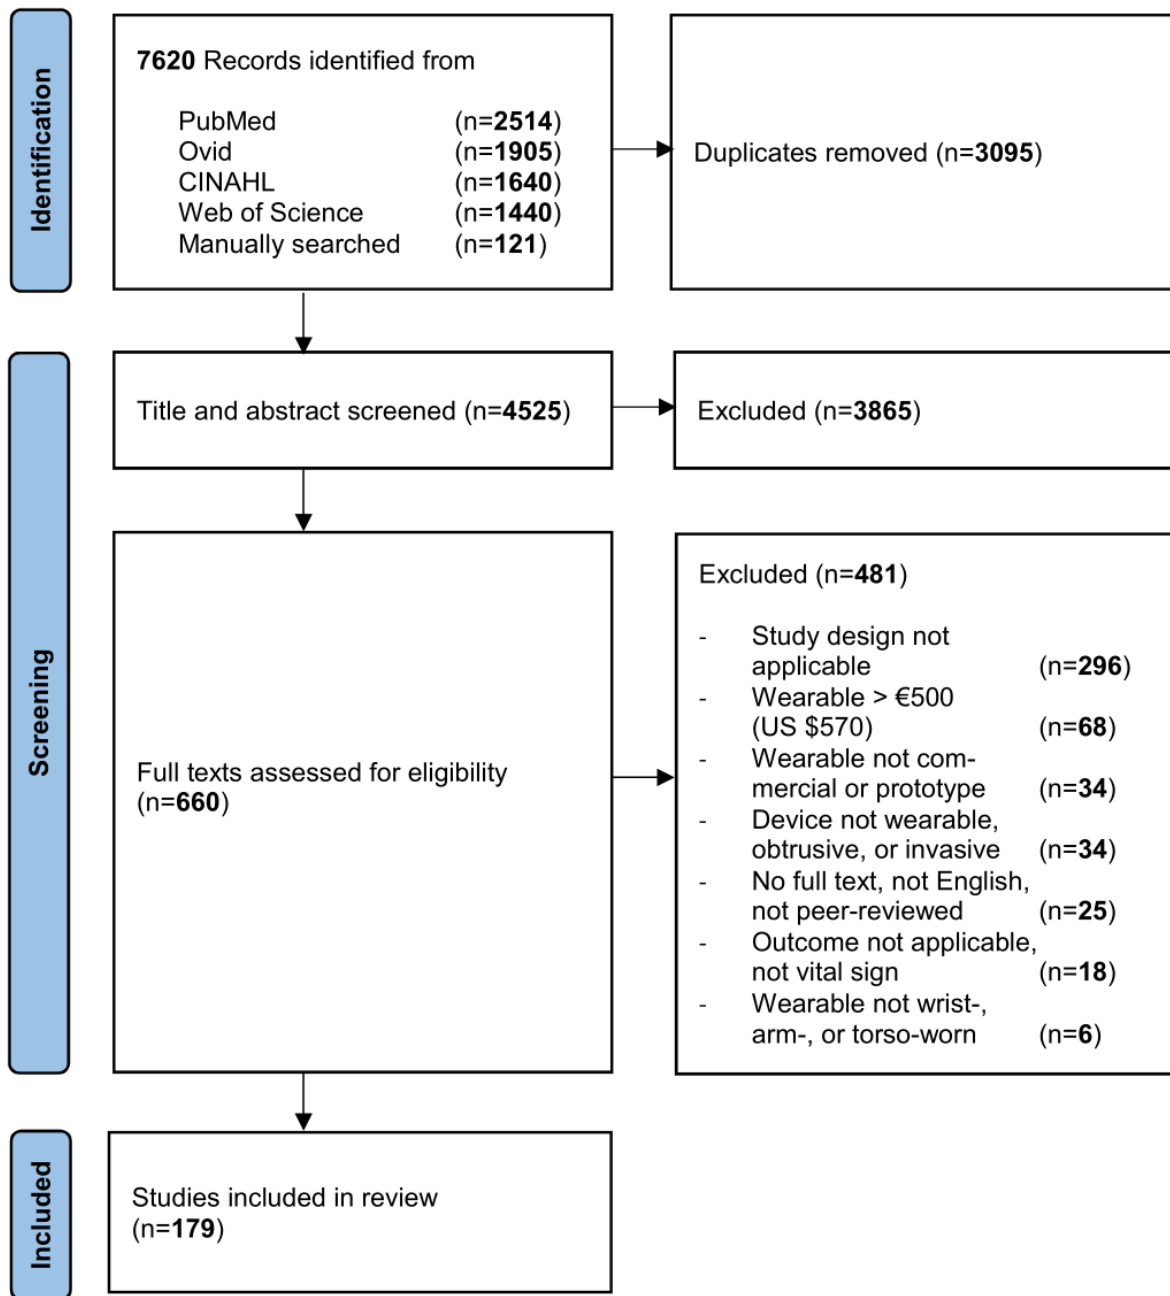 Identification
7620 Records identified from
PubMed (n=2514)
Ovid (n=1905)
CINAHL (n=1640)
Web of Science (n=1440)
Manually searched (n=121)
Duplicates removed (n=3095)
Screening
Title and abstract screened (n=4525)
Excluded (n=3865)
Full texts assessed for eligibility
(n=660)
Excluded (n=481)
- Study design not
applicable (n=296)
- Wearable > €500
(US $570) (n=68)
- Wearable not com-
mercial or prototype (n=34)
- Device not wearable,
obtrusive, or invasive (n=34)
- No full text, not English,
not peer-reviewed (n=25)
- Outcome not applicable,
not vital sign (n=18)
- Wearable not wrist-,
arm-, or torso-worn (n=6)
Included
Studies included in review
(n=179)